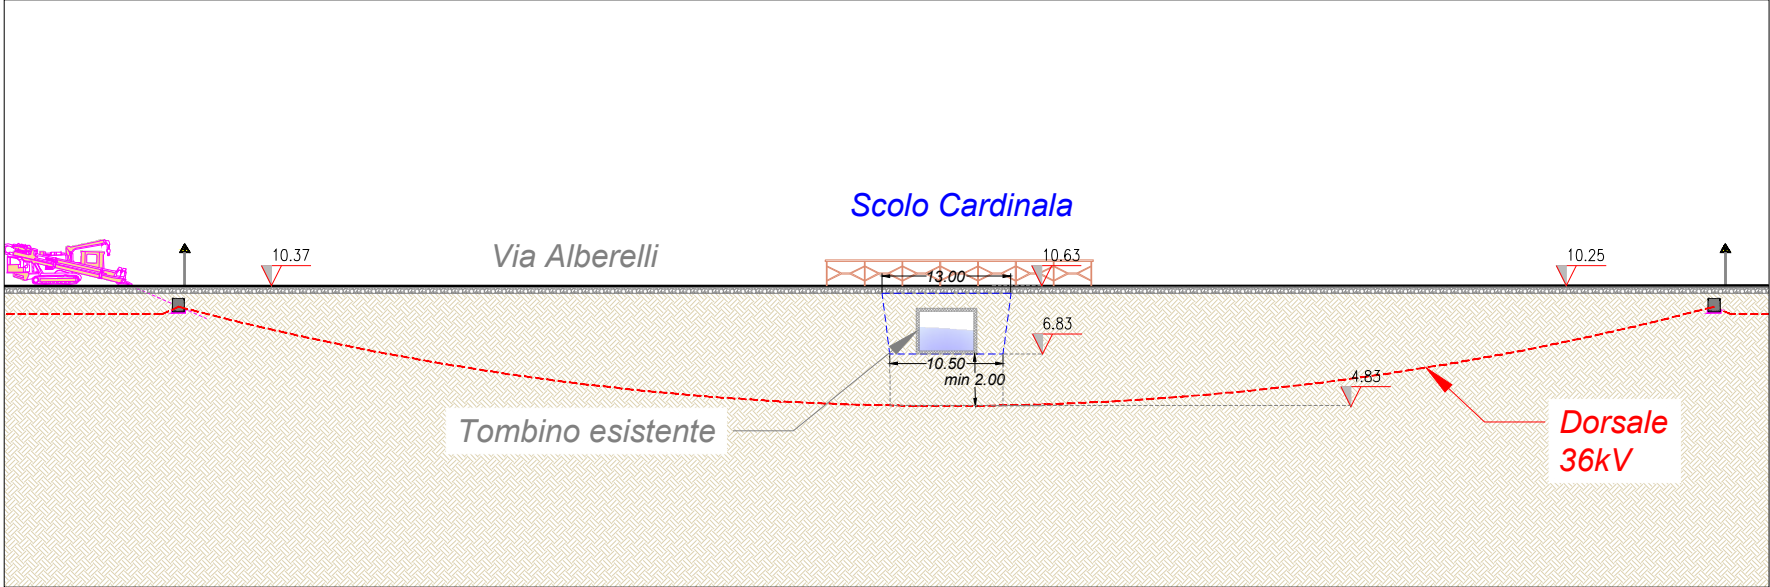 Scolo Cardinala
Via Alberelli
10.37
10.63
10.25
13.00
6.83
10.50
min 2.00
4.83
Tombino esistente
Dorsale
36kV